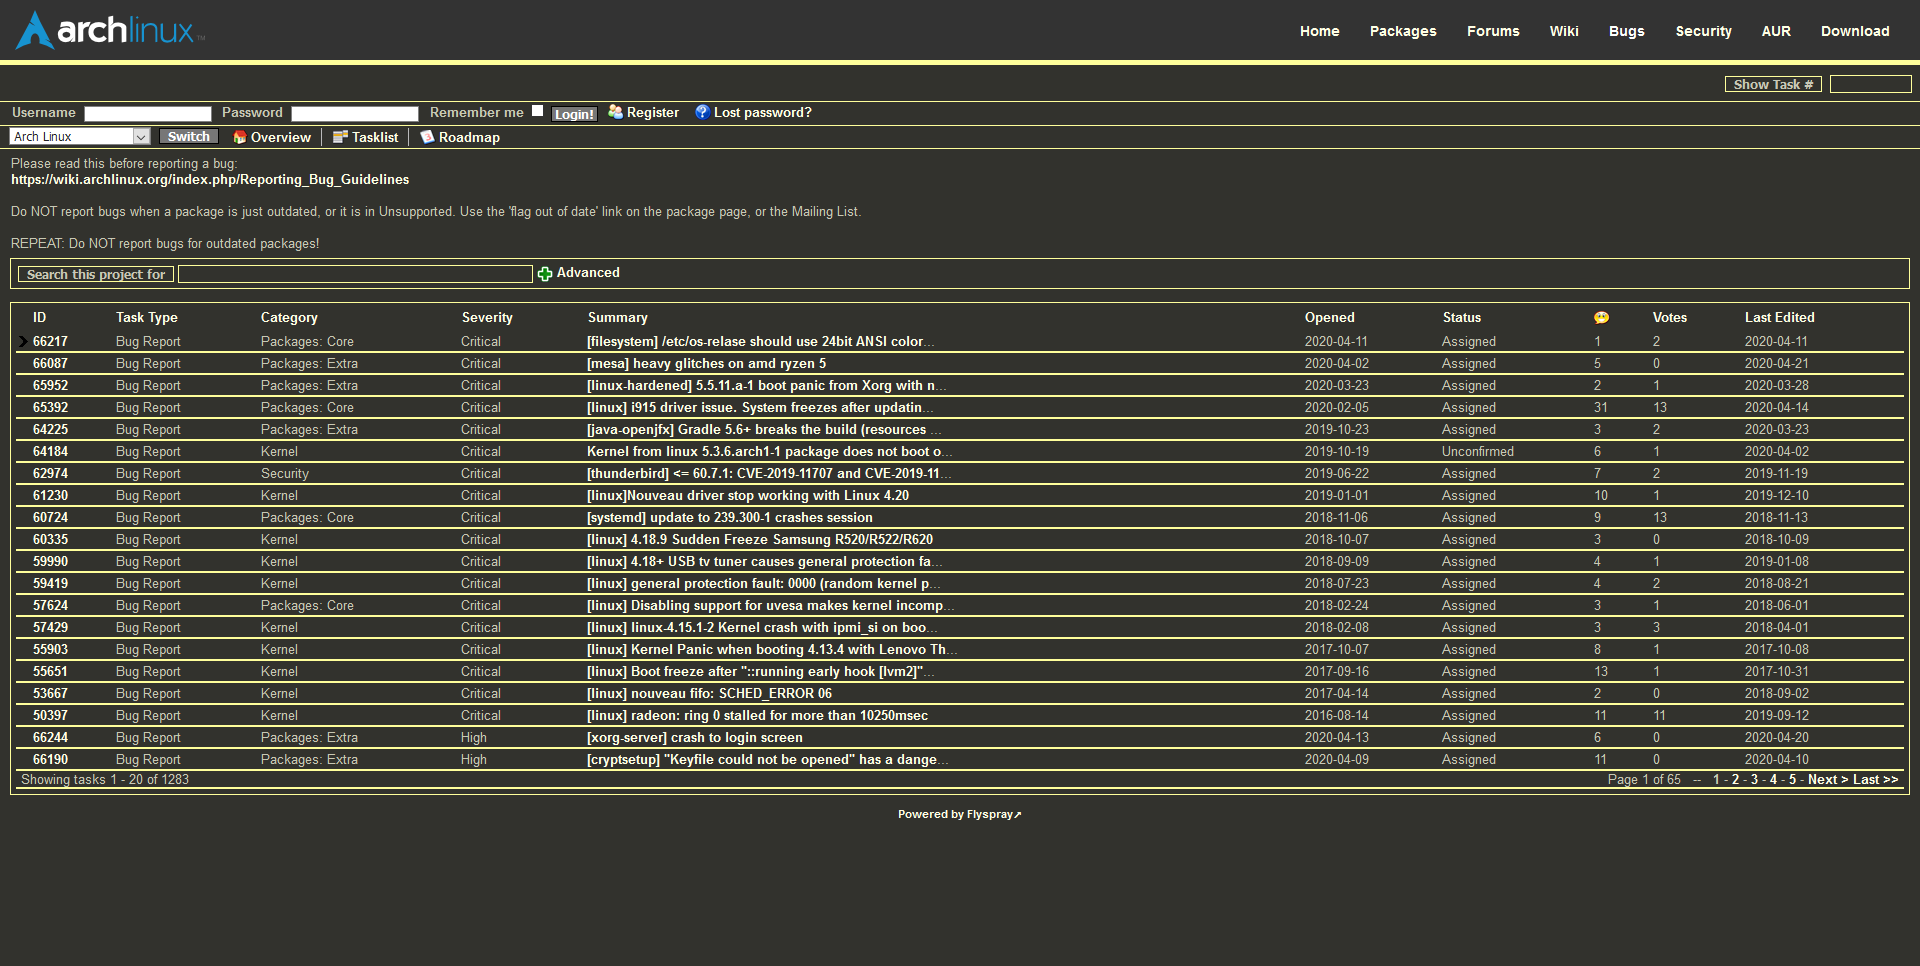 archlinux™
Home Packages Forums Wiki Bugs Security AUR Download
Show Task #
Username Password Remember me Login! Register Lost password?
Arch Linux Switch Overview Tasklist Roadmap
Please read this before reporting a bug:
https://wiki.archlinux.org/index.php/Reporting_Bug_Guidelines
Do NOT report bugs when a package is just outdated, or it is in Unsupported. Use the 'flag out of date' link on the package page, or the Mailing List.
REPEAT: Do NOT report bugs for outdated packages!
Search this project for Advanced
ID Task Type Category Severity Summary Opened Status Votes Last Edited
66217 Bug Report Packages: Core Critical [filesystem] /etc/os-relase should use 24bit ANSI color... 2020-04-11 Assigned 1 2 2020-04-11
66087 Bug Report Packages: Extra Critical [mesa] heavy glitches on amd ryzen 5 2020-04-02 Assigned 5 0 2020-04-21
65952 Bug Report Packages: Extra Critical [linux-hardened] 5.5.11.a-1 boot panic from Xorg with n... 2020-03-23 Assigned 2 1 2020-03-28
65392 Bug Report Packages: Core Critical [linux] i915 driver issue. System freezes after updatin... 2020-02-05 Assigned 31 13 2020-04-14
64225 Bug Report Packages: Extra Critical [java-openjfx] Gradle 5.6+ breaks the build (resources ... 2019-10-23 Assigned 3 2 2020-03-23
64184 Bug Report Kernel Critical Kernel from linux 5.3.6.arch1-1 package does not boot o... 2019-10-19 Unconfirmed 6 1 2020-04-02
62974 Bug Report Security Critical [thunderbird] <= 60.7.1: CVE-2019-11707 and CVE-2019-11... 2019-06-22 Assigned 7 2 2019-11-19
61230 Bug Report Kernel Critical [linux]Nouveau driver stop working with Linux 4.20 2019-01-01 Assigned 10 1 2019-12-10
60724 Bug Report Packages: Core Critical [systemd] update to 239.300-1 crashes session 2018-11-06 Assigned 9 13 2018-11-13
60335 Bug Report Kernel Critical [linux] 4.18.9 Sudden Freeze Samsung R520/R522/R620 2018-10-07 Assigned 3 0 2018-10-09
59990 Bug Report Kernel Critical [linux] 4.18+ USB tv tuner causes general protection fa... 2018-09-09 Assigned 4 1 2019-01-08
59419 Bug Report Kernel Critical [linux] general protection fault: 0000 (random kernel p... 2018-07-23 Assigned 4 2 2018-08-21
57624 Bug Report Packages: Core Critical [linux] Disabling support for uvesa makes kernel incomp... 2018-02-24 Assigned 3 1 2018-06-01
57429 Bug Report Kernel Critical [linux] linux-4.15.1-2 Kernel crash with ipmi_si on boo... 2018-02-08 Assigned 3 3 2018-04-01
55903 Bug Report Kernel Critical [linux] Kernel Panic when booting 4.13.4 with Lenovo Th... 2017-10-07 Assigned 8 1 2017-10-08
55651 Bug Report Kernel Critical [linux] Boot freeze after "::running early hook [lvm2]"... 2017-09-16 Assigned 13 1 2017-10-31
53667 Bug Report Kernel Critical [linux] nouveau fifo: SCHED_ERROR 06 2017-04-14 Assigned 2 0 2018-09-02
50397 Bug Report Kernel Critical [linux] radeon: ring 0 stalled for more than 10250msec 2016-08-14 Assigned 11 11 2019-09-12
66244 Bug Report Packages: Extra High [xorg-server] crash to login screen 2020-04-13 Assigned 6 0 2020-04-20
66190 Bug Report Packages: Extra High [cryptsetup] "Keyfile could not be opened" has a dange... 2020-04-09 Assigned 11 0 2020-04-10
Showing tasks 1 - 20 of 1283 Page 1 of 65 -- 1 - 2 - 3 - 4 - 5 - Next > Last >>
Powered by Flyspray